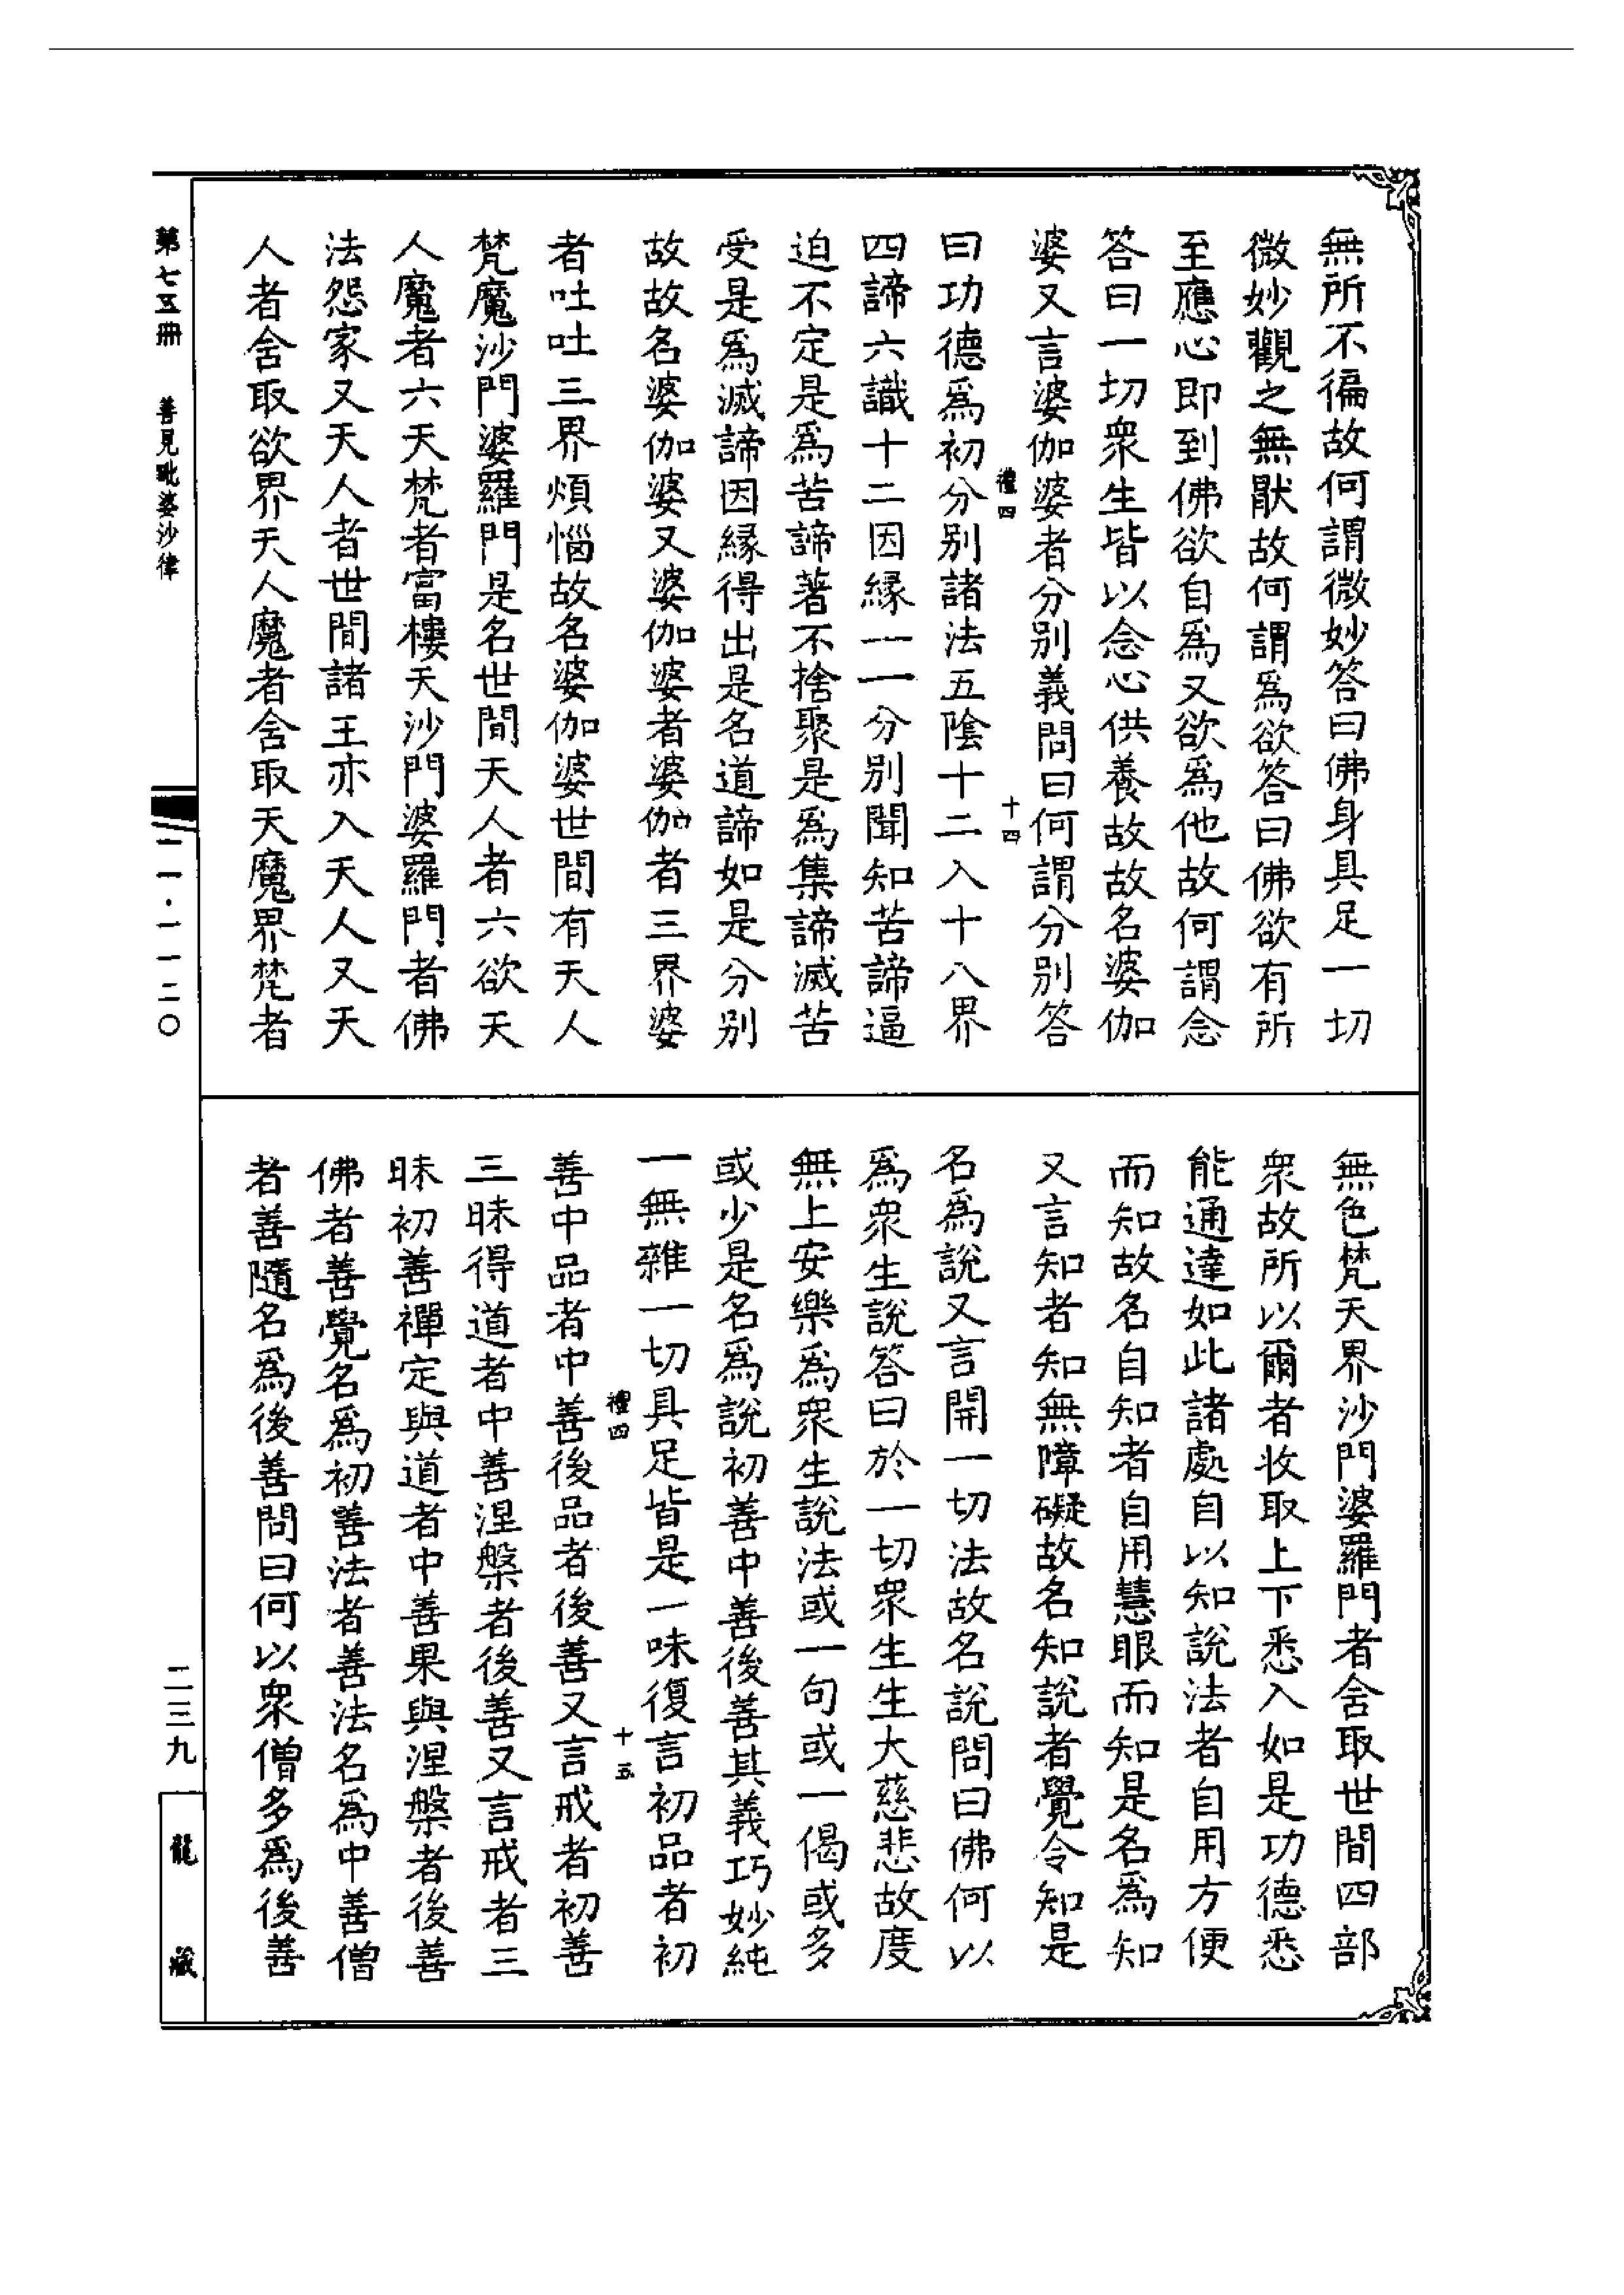 無所不徧故何謂微妙答曰佛身具足一切
微妙觀之無猒故何謂爲欲答曰佛欲有所
至應心即到佛欲自爲又欲爲他故何謂念
答曰一切衆生皆以念心供養故故名婆伽
婆又言婆伽婆者分別義問曰何謂分別答
禮四
十四
曰功德爲初分別諸法五陰十二入十八界
四諦六識十二因緣一一分別聞知苦諦逼
迫不定是爲苦諦著不捨聚是爲集諦滅苦
受是爲滅諦因緣得出是名道諦如是分別
故故名婆伽婆又婆伽婆者婆伽者三界婆
者吐吐三界煩惱故名婆伽婆世間有天人
梵魔沙門婆羅門是名世間天人者六欲天
人魔者六天梵者富樓天沙門婆羅門者佛
法怨家又天人者世間諸王亦入天人又天
人者舍取欲界天人魔者舍取天魔界梵者
無色梵天界沙門婆羅門者舍取世間四部
衆故所以爾者收取上下悉入如是功德悉
能通達如此諸處自以知說法者自用方便
而知故名自知者自用慧眼而知是名爲知
又言知者知無障礙故名知說者覺令知是
名爲說又言開一切法故名說問曰佛何以
爲衆生說答曰於一切衆生生大慈悲故度
無上安樂爲衆生說法或一句或一偈或多
或少是名爲說初善中善後善其義巧妙純
一無雜一切具足皆是一味復言初品者初
禮四
十五
善中品者中善後品者後善又言戒者初善
三昧得道者中善涅槃者後善又言戒者三
昧初善禪定與道者中善果與涅槃者後善
佛者善覺名爲初善法者善法名爲中善僧
者善隨名爲後善問曰何以衆僧多爲後善
第七五冊 善見毗婆沙律
二一·一一二〇
二三九
龍藏